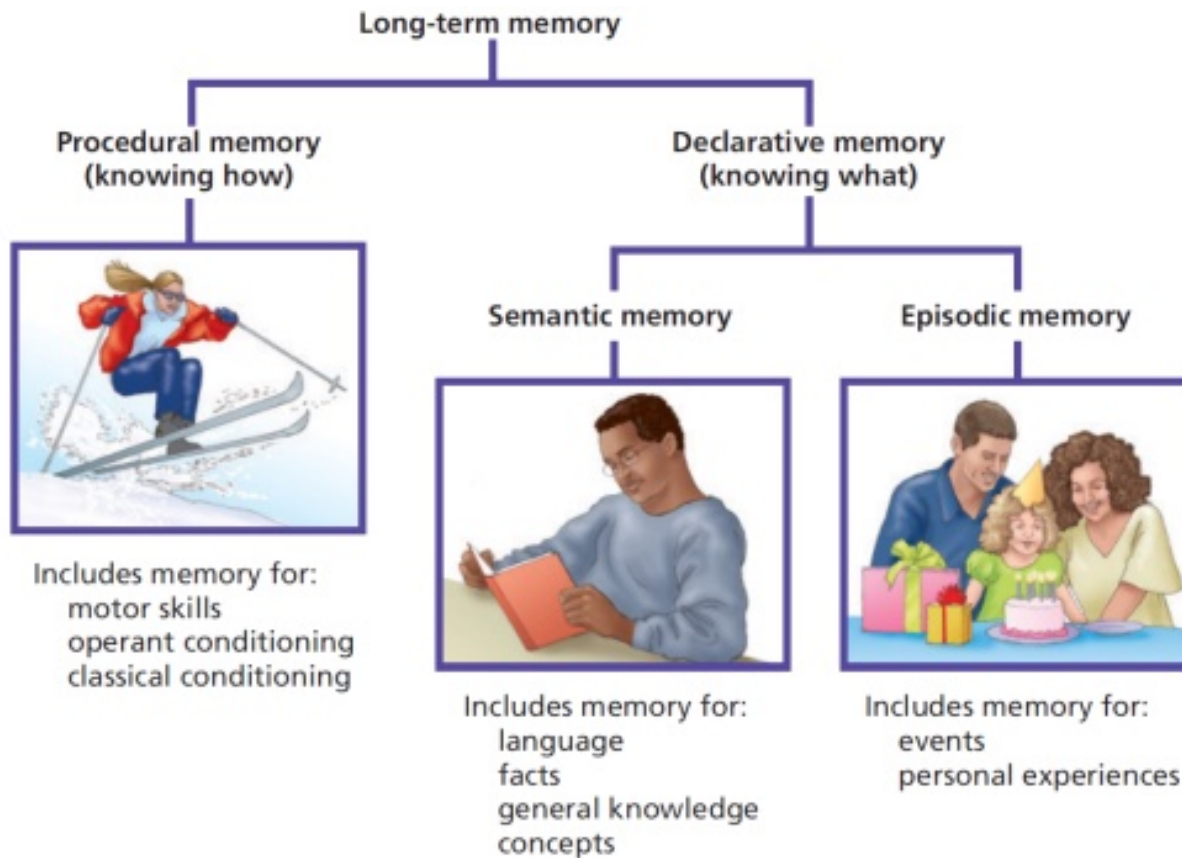 Long-term memory
Procedural memory
(knowing how)
Declarative memory
(knowing what)
Semantic memory
Episodic memory
Includes memory for:
motor skills
operant conditioning
classical conditioning
Includes memory for:
language
facts
general knowledge
concepts
Includes memory for:
events
personal experiences